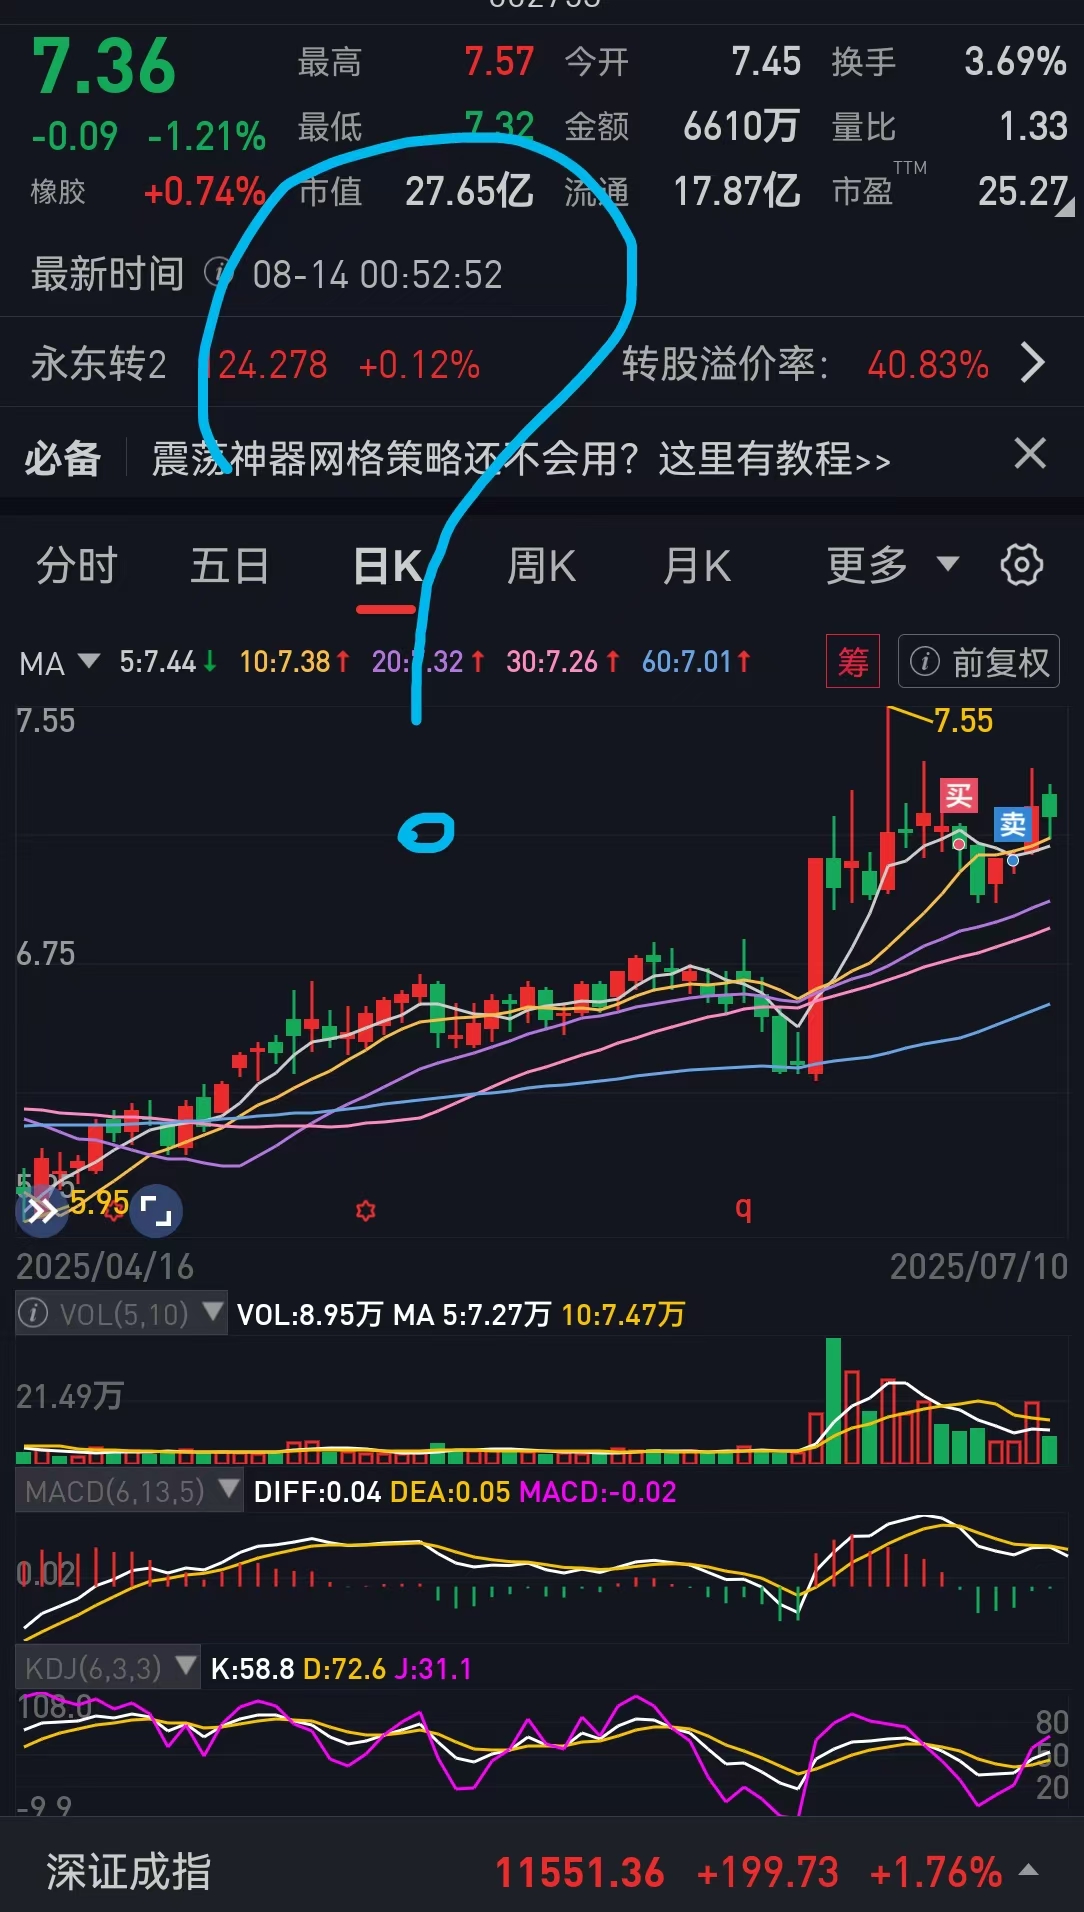 7.36 最高 7.57 今开 7.45 换手 3.69%
-0.09 -1.21% 最低 7.32 金额 6610万 量比 1.33
橡胶 +0.74% 市值 27.65亿 流通 17.87亿 市盈TTM 25.27
最新时间 08-14 00:52:52
永东转2 24.278 +0.12% 转股溢价率: 40.83%
必备 震荡神器网格策略还不会用?这里有教程>>
分时 五日 日K 周K 月K 更多
MA 5:7.44↓ 10:7.38↑ 20:7.32↑ 30:7.26↑ 60:7.01↑ 筹 前复权
7.55 7.55
买
卖
6.75
5.95
q
2025/04/16 2025/07/10
VOL(5,10) VOL:8.95万 MA 5:7.27万 10:7.47万
21.49万
MACD(6,13,5) DIFF:0.04 DEA:0.05 MACD:-0.02
0.02
KDJ(6,3,3) K:58.8 D:72.6 J:31.1
108.0
80
50
20
-9.9
深证成指 11551.36 +199.73 +1.76%